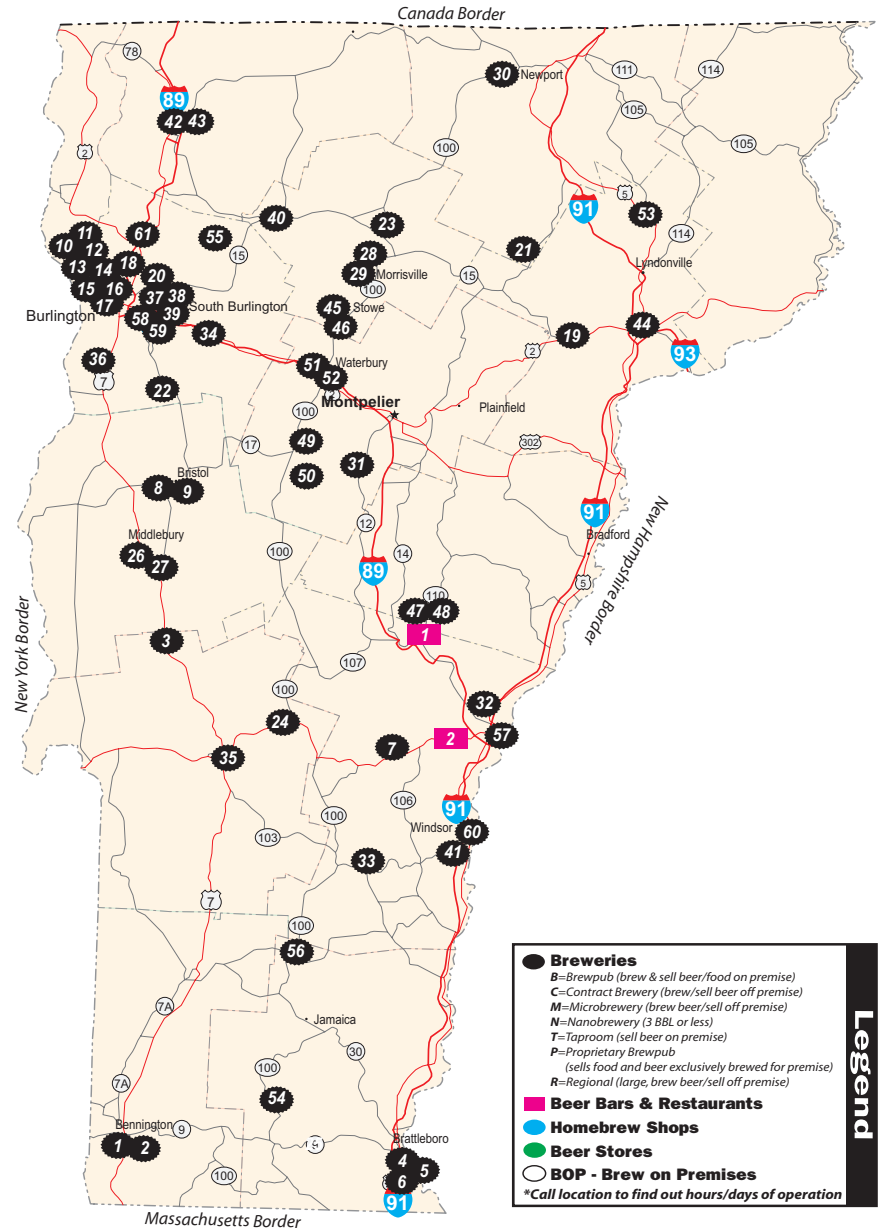 Canada Border
78
89
42 43
30 Newport
111
114
105
105
100
2
5
91
53
114
Lyndonville
40
23
11
10
12
61
55
15
28
21
13
14
18
29 Morrisville
100
15
20
15
16
37
38
17
South Burlington
45
Stowe
Burlington
58
39
46
59
34
19
44
2
93
36
7
51
Waterbury
52
22
Montpelier
100
Plainfield
49
17
302
31
50
8
Bristol
9
91
Bradford
New Hampshire Border
12
Middlebury
26
27
100
14
89
5
110
47
48
1
3
New York Border
107
100
32
24
2
57
7
35
106
91
100
Windsor
60
103
41
33
7
100
56
7A
Jamaica
30
100
7A
54
Bennington
9
1
2
9
Brattleboro
4
5
100
6
91
Massachusetts Border
Legend
Breweries
B=Brewpub (brew & sell beer/food on premise)
C=Contract Brewery (brew/sell beer off premise)
M=Microbrewery (brew beer/sell off premise)
N=Nanobrewery (3 BBL or less)
T=Taproom (sell beer on premise)
P=Proprietary Brewpub
(sells food and beer exclusively brewed for premise)
R=Regional (large, brew beer/sell off premise)
Beer Bars & Restaurants
Homebrew Shops
Beer Stores
BOP - Brew on Premises
*Call location to find out hours/days of operation